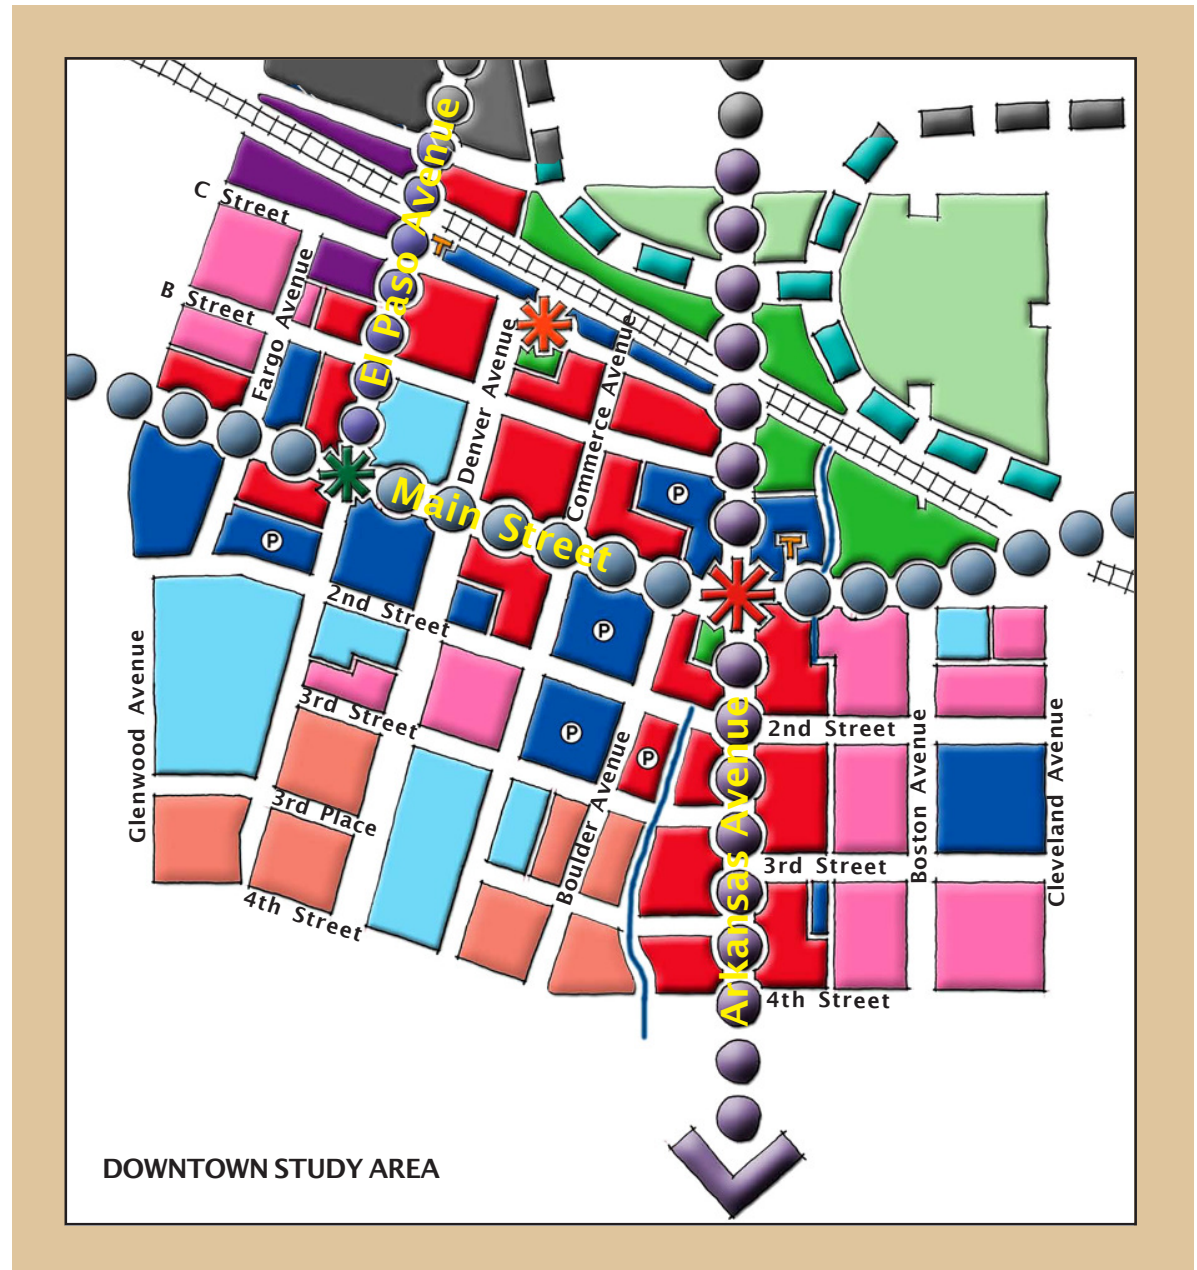 El Paso Avenue
C Street
B Street
Fargo Avenue
Denver Avenue
Commerce Avenue
Main Street
P
P
T
T
2nd Street
P
P
P
3rd Street
3rd Place
4th Street
Glenwood Avenue
Boulder Avenue
Arkansas Avenue
2nd Street
3rd Street
4th Street
Boston Avenue
Cleveland Avenue
DOWNTOWN STUDY AREA